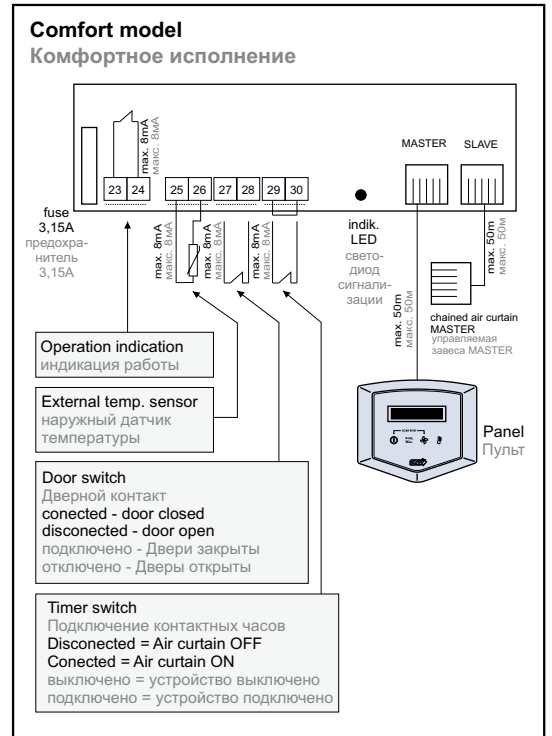 Comfort model
Комфортное исполнение
max. 8mA
макс. 8мА
MASTER SLAVE
23 24 25 26 27 28 29 30
fuse
3,15A
предохра-
нитель
3,15A
max. 8mA
макс. 8мА
max. 8mA
макс. 8мА
max. 8mA
макс. 8мА
indik.
LED
свето-
диод
сигнали-
зации
max. 50m
макс. 50м
max. 50m
макс. 50м
chained air curtain
MASTER
управляемая
завеса MASTER
Operation indication
индикация работы
External temp. sensor
наружный датчик
температуры
Panel
Пульт
Door switch
Дверной контакт
conected - door closed
disconected - door open
подключено - Двери закрыты
отключено - Дверы открыты
Timer switch
Подключение контактных часов
Disconected = Air curtain OFF
Conected = Air curtain ON
выключено = устройство выключено
подключено = устройство подключено